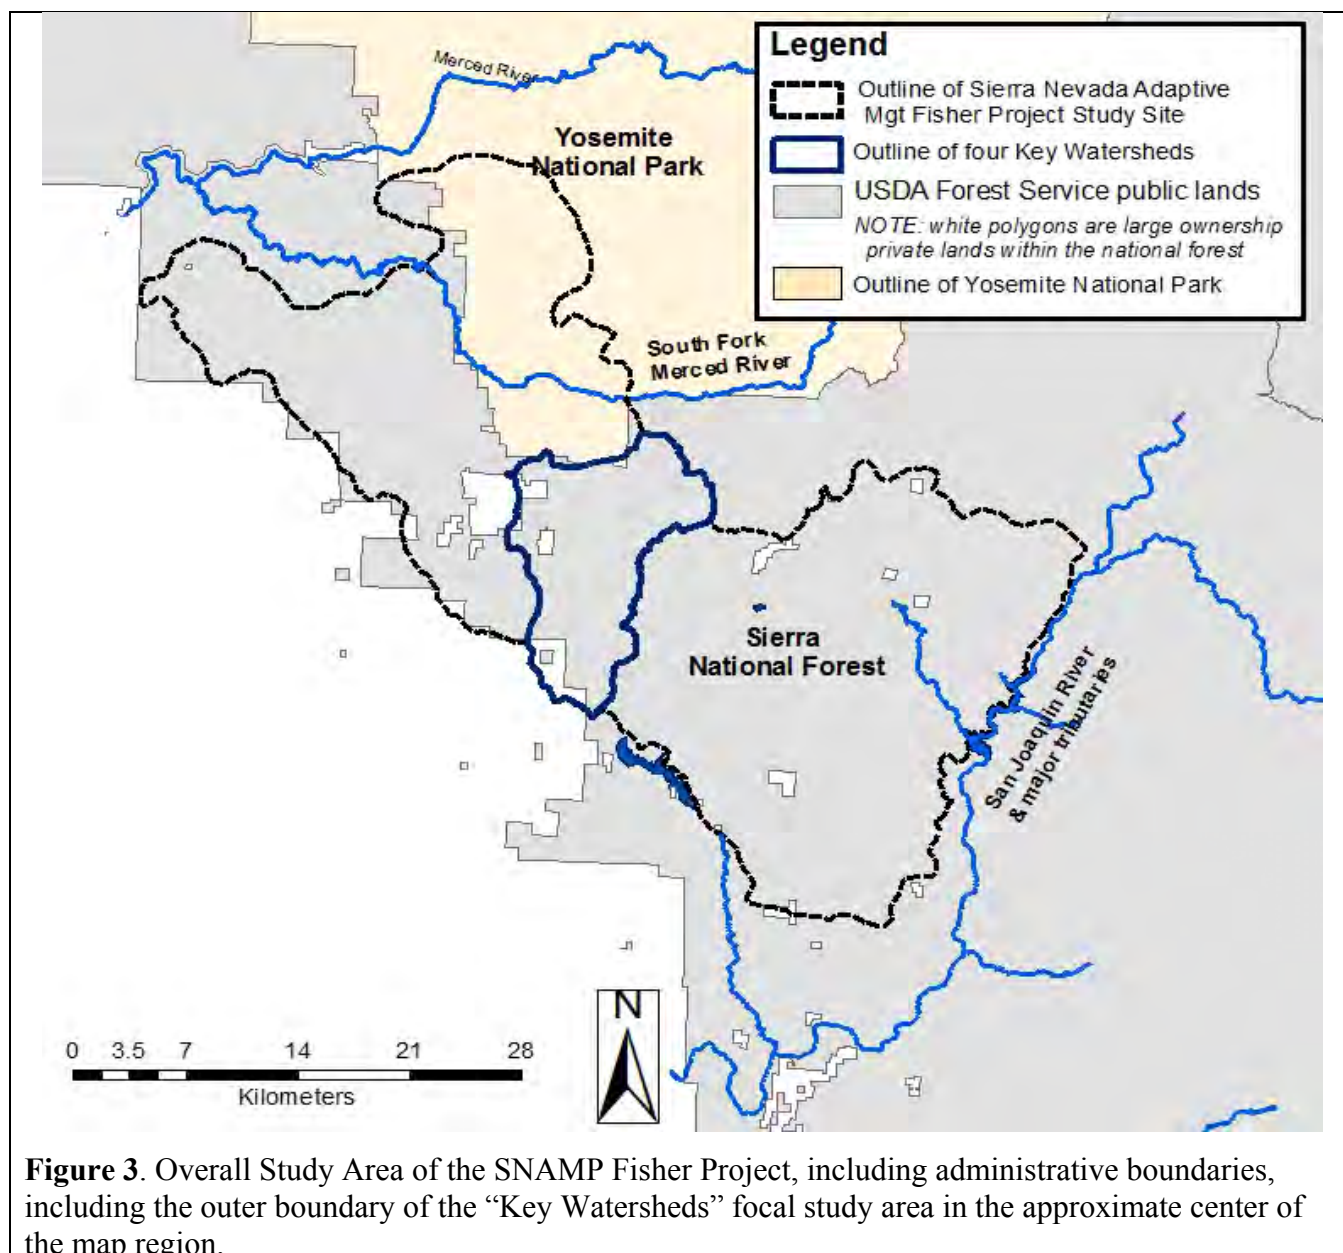 Legend
Outline of Sierra Nevada Adaptive
Mgt Fisher Project Study Site
Outline of four Key Watersheds
USDA Forest Service public lands
NOTE: white polygons are large ownership
private lands within the national forest
Outline of Yosemite National Park
Merced River
Yosemite
National Park
South Fork
Merced River
Sierra
National Forest
San Joaquin River
& major tributaries
N
0 3.5 7 14 21 28
Kilometers
Figure 3. Overall Study Area of the SNAMP Fisher Project, including administrative boundaries,
including the outer boundary of the “Key Watersheds” focal study area in the approximate center of
the map region.